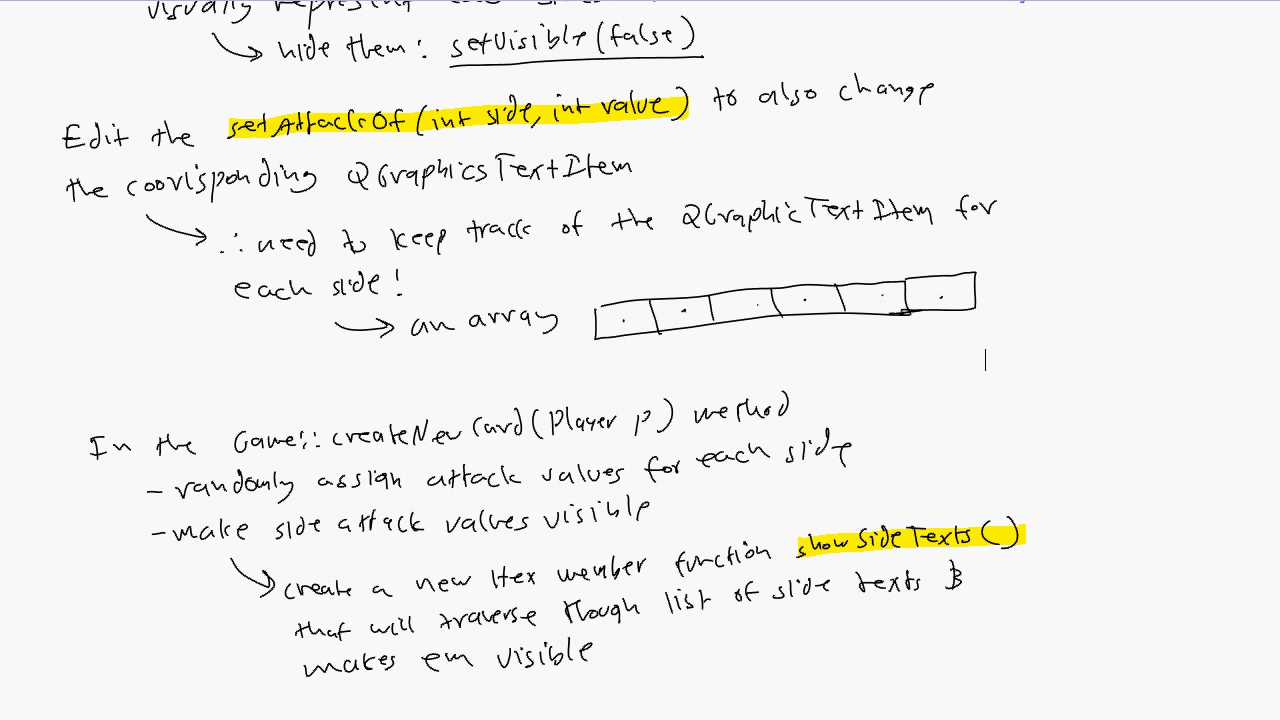 visually
hide them: setVisible(false)
Edit the setAttackOf(int side, int value) to also change
the coorisponding QGraphicsTextItem
∴ need to keep track of the QGraphicTextItem for
each side!
an array
In the Game::createNewCard(Player p) method
- randomly assign attack values for each side
- make side attack values visible
create a new Hex member function showSideTexts()
that will traverse though list of side texts &
makes em visible